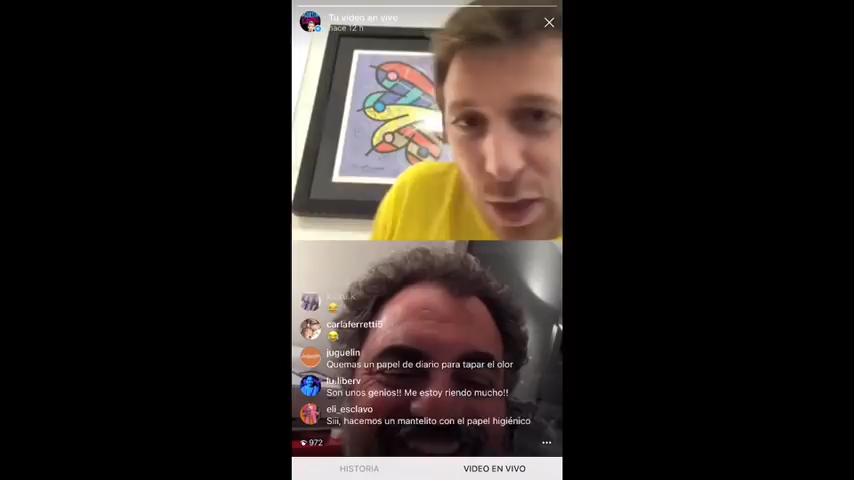 Tu video en vivo
hace 12 h
carlaferretti5
juguelin
Quemas un papel de diario para tapar el olor
lu.liberv
Son unos genios!! Me estoy riendo mucho!!
eli_esclavo
Siii, hacemos un mantelito con el papel higiénico
972
HISTORIA
VIDEO EN VIVO